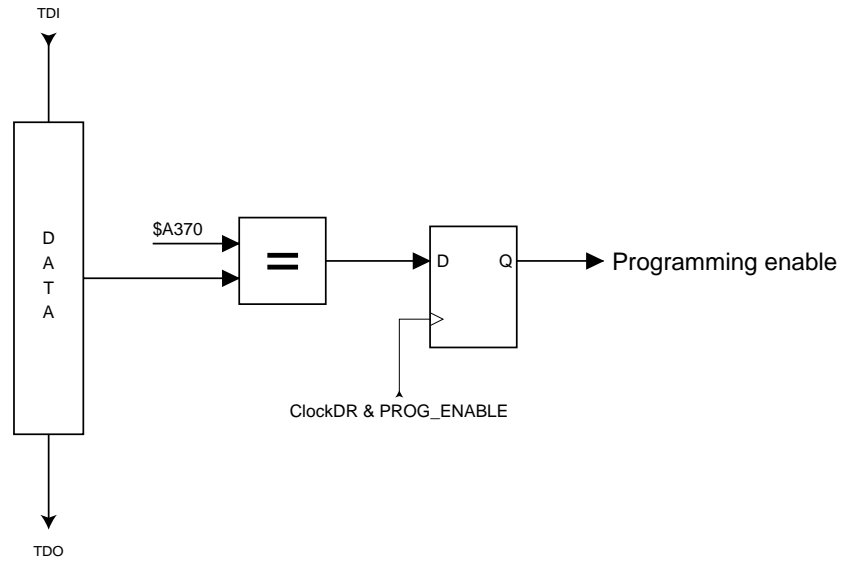 TDI
$A370
D
A
T
A
=
D
Q
Programming enable
ClockDR & PROG_ENABLE
TDO